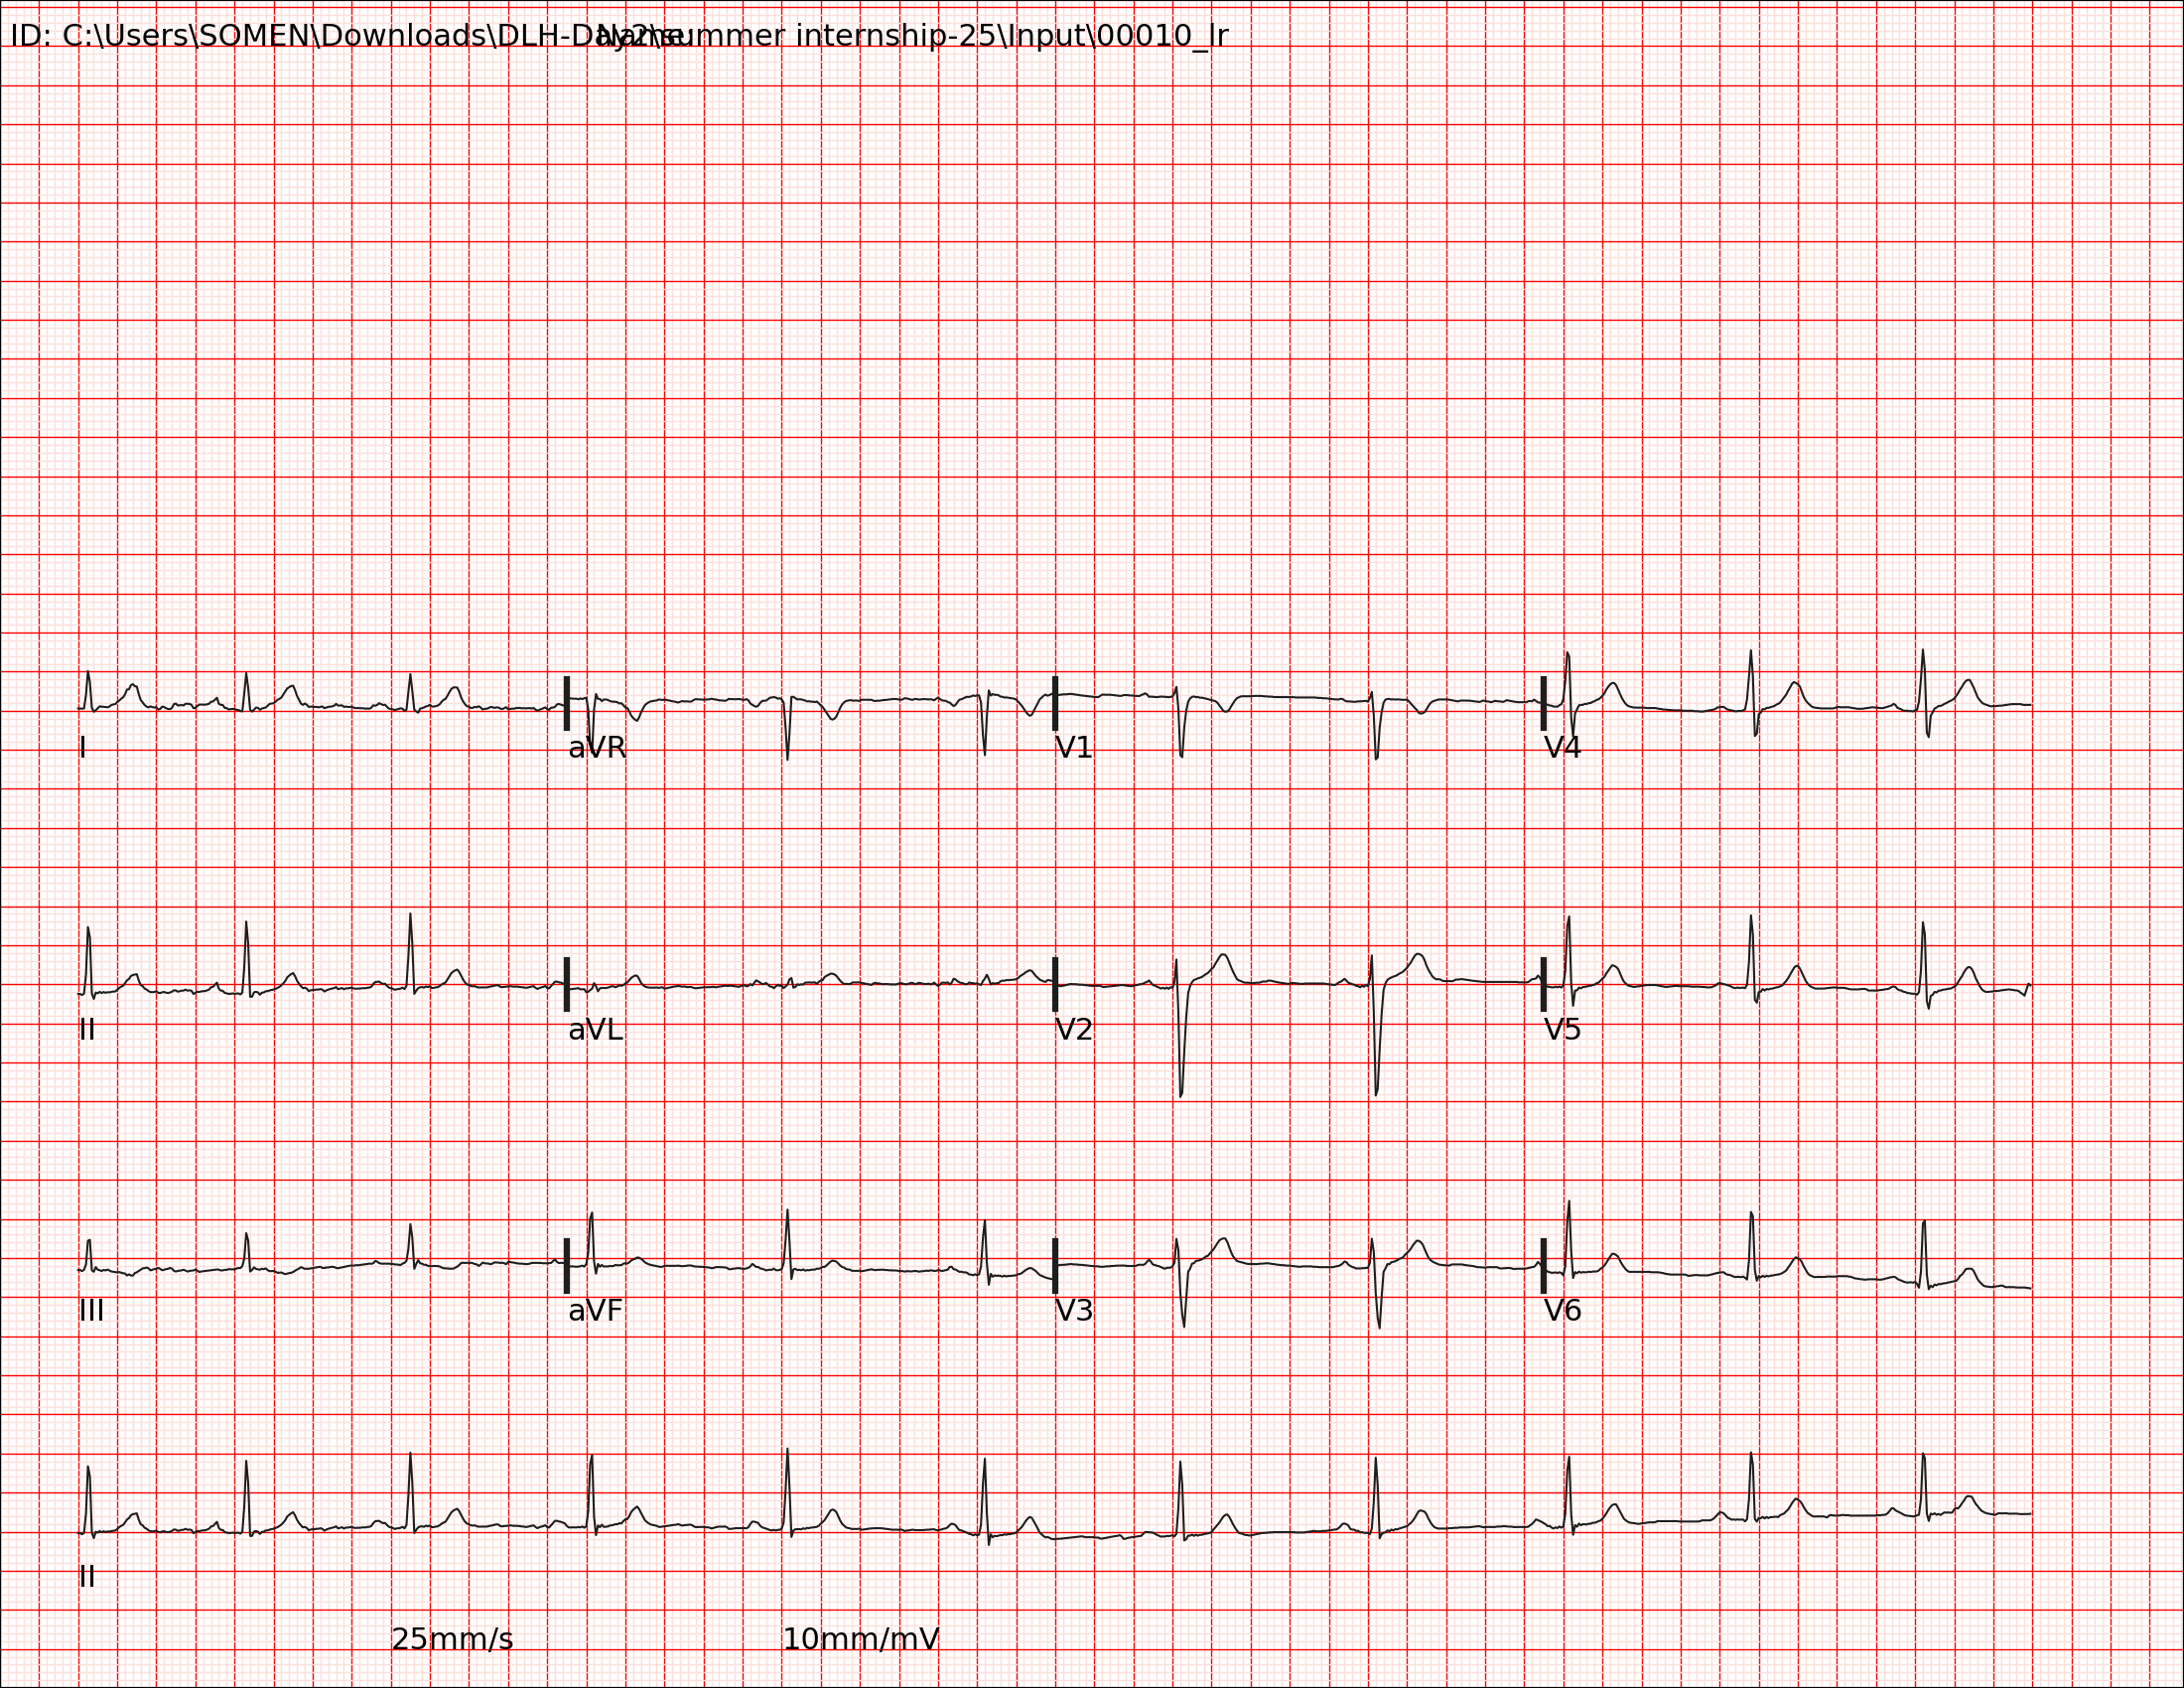 ID: C:\Users\SOMEN\Downloads\DLH-Day2\summer internship-25\Input\00010_lr
Name:
I aVR V1 V4
II aVL V2 V5
III aVF V3 V6
II
25mm/s 10mm/mV